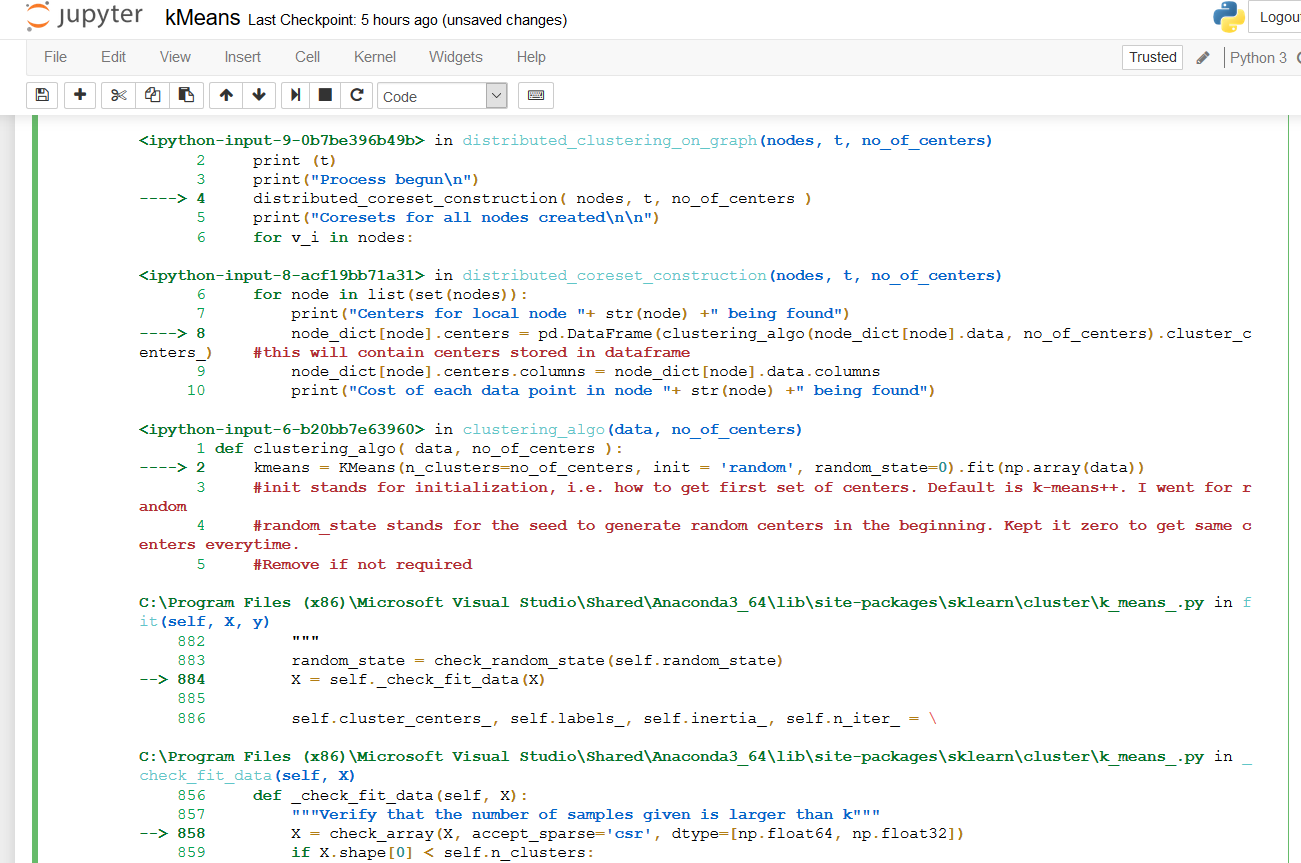 jupyter kMeans Last Checkpoint: 5 hours ago (unsaved changes) Logou
File Edit View Insert Cell Kernel Widgets Help Trusted Python 3
Code
<ipython-input-9-0b7be396b49b> in distributed_clustering_on_graph(nodes, t, no_of_centers)
2     print (t)
3     print("Process begun\n")
----> 4     distributed_coreset_construction( nodes, t, no_of_centers )
5     print("Coresets for all nodes created\n\n")
6     for v_i in nodes:
<ipython-input-8-acf19bb71a31> in distributed_coreset_construction(nodes, t, no_of_centers)
6     for node in list(set(nodes)):
7         print("Centers for local node "+ str(node) +" being found")
----> 8         node_dict[node].centers = pd.DataFrame(clustering_algo(node_dict[node].data, no_of_centers).cluster_c
enters_)    #this will contain centers stored in dataframe
9         node_dict[node].centers.columns = node_dict[node].data.columns
10         print("Cost of each data point in node "+ str(node) +" being found")
<ipython-input-6-b20bb7e63960> in clustering_algo(data, no_of_centers)
1 def clustering_algo( data, no_of_centers ):
----> 2     kmeans = KMeans(n_clusters=no_of_centers, init = 'random', random_state=0).fit(np.array(data))
3     #init stands for initialization, i.e. how to get first set of centers. Default is k-means++. I went for r
andom
4     #random_state stands for the seed to generate random centers in the beginning. Kept it zero to get same c
enters everytime.
5     #Remove if not required
C:\Program Files (x86)\Microsoft Visual Studio\Shared\Anaconda3_64\lib\site-packages\sklearn\cluster\k_means_.py in f
it(self, X, y)
882         """
883         random_state = check_random_state(self.random_state)
--> 884         X = self._check_fit_data(X)
885
886         self.cluster_centers_, self.labels_, self.inertia_, self.n_iter_ = \
C:\Program Files (x86)\Microsoft Visual Studio\Shared\Anaconda3_64\lib\site-packages\sklearn\cluster\k_means_.py in _
check_fit_data(self, X)
856     def _check_fit_data(self, X):
857         """Verify that the number of samples given is larger than k"""
--> 858         X = check_array(X, accept_sparse='csr', dtype=[np.float64, np.float32])
859         if X.shape[0] < self.n_clusters: